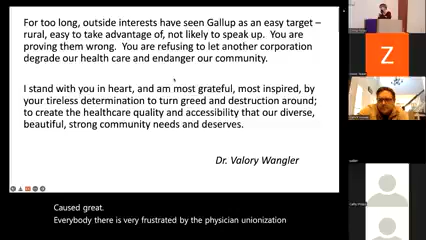 For too long, outside interests have seen Gallup as an easy target –
rural, easy to take advantage of, not likely to speak up. You are
proving them wrong. You are refusing to let another corporation
degrade our health care and endanger our community.
I stand with you in heart, and am most grateful, most inspired, by
your tireless determination to turn greed and destruction around;
to create the healthcare quality and accessibility that our diverse,
beautiful, strong community needs and deserves.
Dr. Valory Wangler
Z
Caused great.
Everybody there is very frustrated by the physician unionization